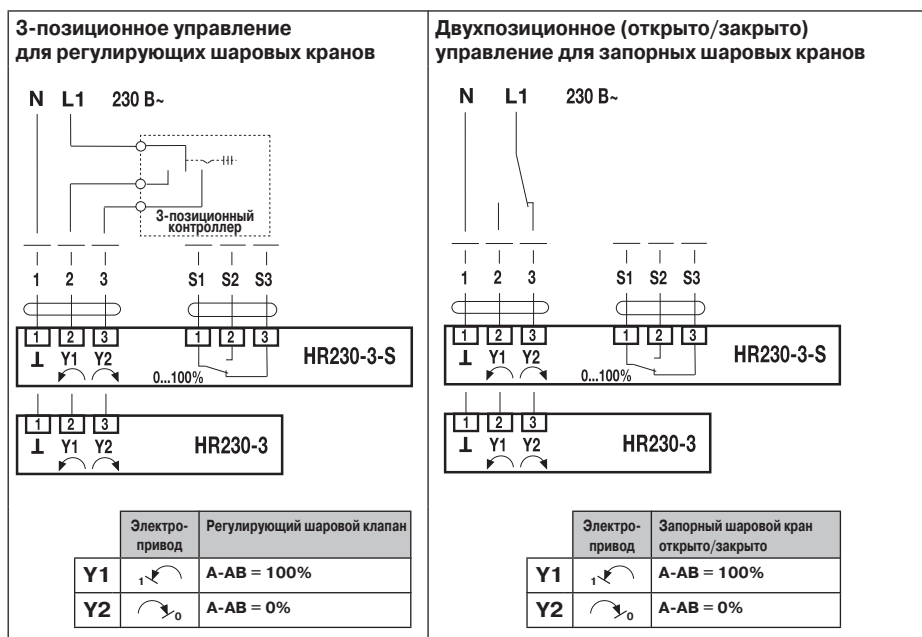 3-позиционное управление
для регулирующих шаровых кранов
N L1 230 В~
3-позиционный
контроллер
1 2 3 S1 S2 S3
1 2 3 1 2 3
⊥ Y1 Y2 0...100% HR230-3-S
1 2 3
⊥ Y1 Y2 HR230-3
Электро-
привод
Регулирующий шаровой клапан
Y1 1 A-AB = 100%
Y2 0 A-AB = 0%
Двухпозиционное (открыто/закрыто)
управление для запорных шаровых кранов
N L1 230 В~
1 2 3 S1 S2 S3
1 2 3 1 2 3
⊥ Y1 Y2 0...100% HR230-3-S
1 2 3
⊥ Y1 Y2 HR230-3
Электро-
привод
Запорный шаровой кран
открыто/закрыто
Y1 1 A-AB = 100%
Y2 0 A-AB = 0%